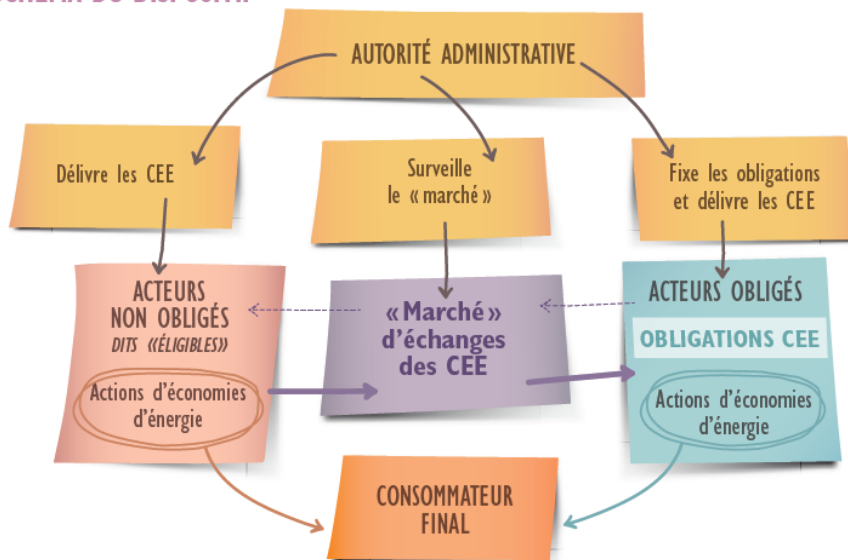 AUTORITÉ ADMINISTRATIVE
Délivre les CEE
Surveille
le « marché »
Fixe les obligations
et délivre les CEE
ACTEURS
NON OBLIGÉS
DITS «ÉLIGIBLES»
Actions d’économies
d’énergie
« Marché »
d’échanges
des CEE
ACTEURS OBLIGÉS
OBLIGATIONS CEE
Actions d’économies
d’énergie
CONSOMMATEUR
FINAL